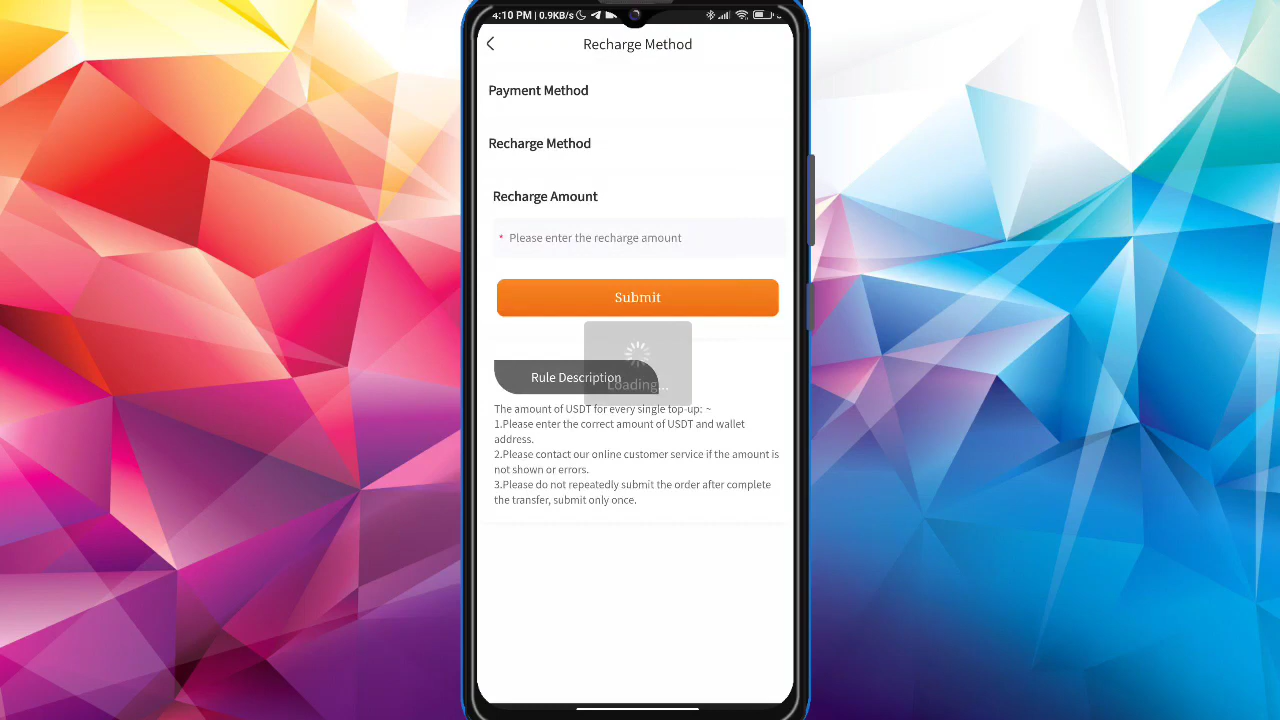 4:10 PM | 0.9KB/s
Recharge Method
Payment Method
Recharge Method
Recharge Amount
* Please enter the recharge amount
Submit
Rule Description
Loading...
The amount of USDT for every single top-up: ~
1.Please enter the correct amount of USDT and wallet
address.
2.Please contact our online customer service if the amount is
not shown or errors.
3.Please do not repeatedly submit the order after complete
the transfer, submit only once.